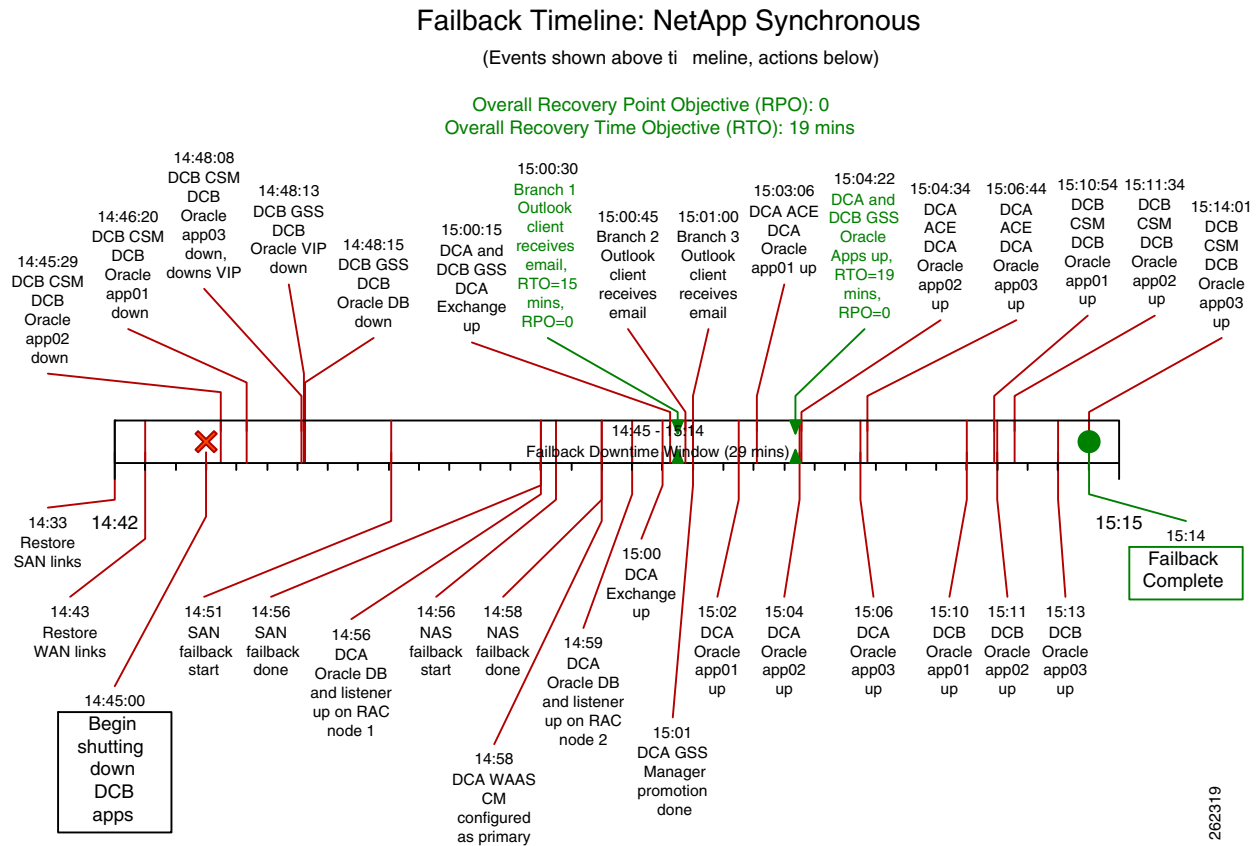 Failback Timeline: NetApp Synchronous
(Events shown above ti meline, actions below)
Overall Recovery Point Objective (RPO): 0
Overall Recovery Time Objective (RTO): 19 mins
14:45:29
DCB CSM
DCB
Oracle
app02
down
14:46:20
DCB CSM
DCB
Oracle
app01
down
14:48:08
DCB CSM
DCB
Oracle
app03
down,
downs VIP
14:48:13
DCB GSS
DCB
Oracle VIP
down
14:48:15
DCB GSS
DCB
Oracle DB
down
15:00:15
DCA and
DCB GSS
DCA
Exchange
up
15:00:30
Branch 1
Outlook
client
receives
email,
RTO=15
mins,
RPO=0
15:00:45
Branch 2
Outlook
client
receives
email
15:01:00
Branch 3
Outlook
client
receives
email
15:03:06
DCA ACE
DCA
Oracle
app01 up
15:04:22
DCA and
DCB GSS
Oracle
Apps up,
RTO=19
mins,
RPO=0
15:04:34
DCA
ACE
DCA
Oracle
app02
up
15:06:44
DCA
ACE
DCA
Oracle
app03
up
15:10:54
DCB
CSM
DCB
Oracle
app01
up
15:11:34
DCB
CSM
DCB
Oracle
app02
up
15:14:01
DCB
CSM
DCB
Oracle
app03
up
14:45 - 15:14
Failback Downtime Window (29 mins)
14:42
15:15
14:33
Restore
SAN links
14:43
Restore
WAN links
14:45:00
Begin
shutting
down
DCB
apps
14:51
SAN
failback
start
14:56
SAN
failback
done
14:56
DCA
Oracle DB
and listener
up on RAC
node 1
14:56
NAS
failback
start
14:58
NAS
failback
done
14:58
DCA WAAS
CM
configured
as primary
14:59
DCA
Oracle DB
and listener
up on RAC
node 2
15:00
DCA
Exchange
up
15:01
DCA GSS
Manager
promotion
done
15:02
DCA
Oracle
app01
up
15:04
DCA
Oracle
app02
up
15:06
DCA
Oracle
app03
up
15:10
DCB
Oracle
app01
up
15:11
DCB
Oracle
app02
up
15:13
DCB
Oracle
app03
up
15:14
Failback
Complete
262319